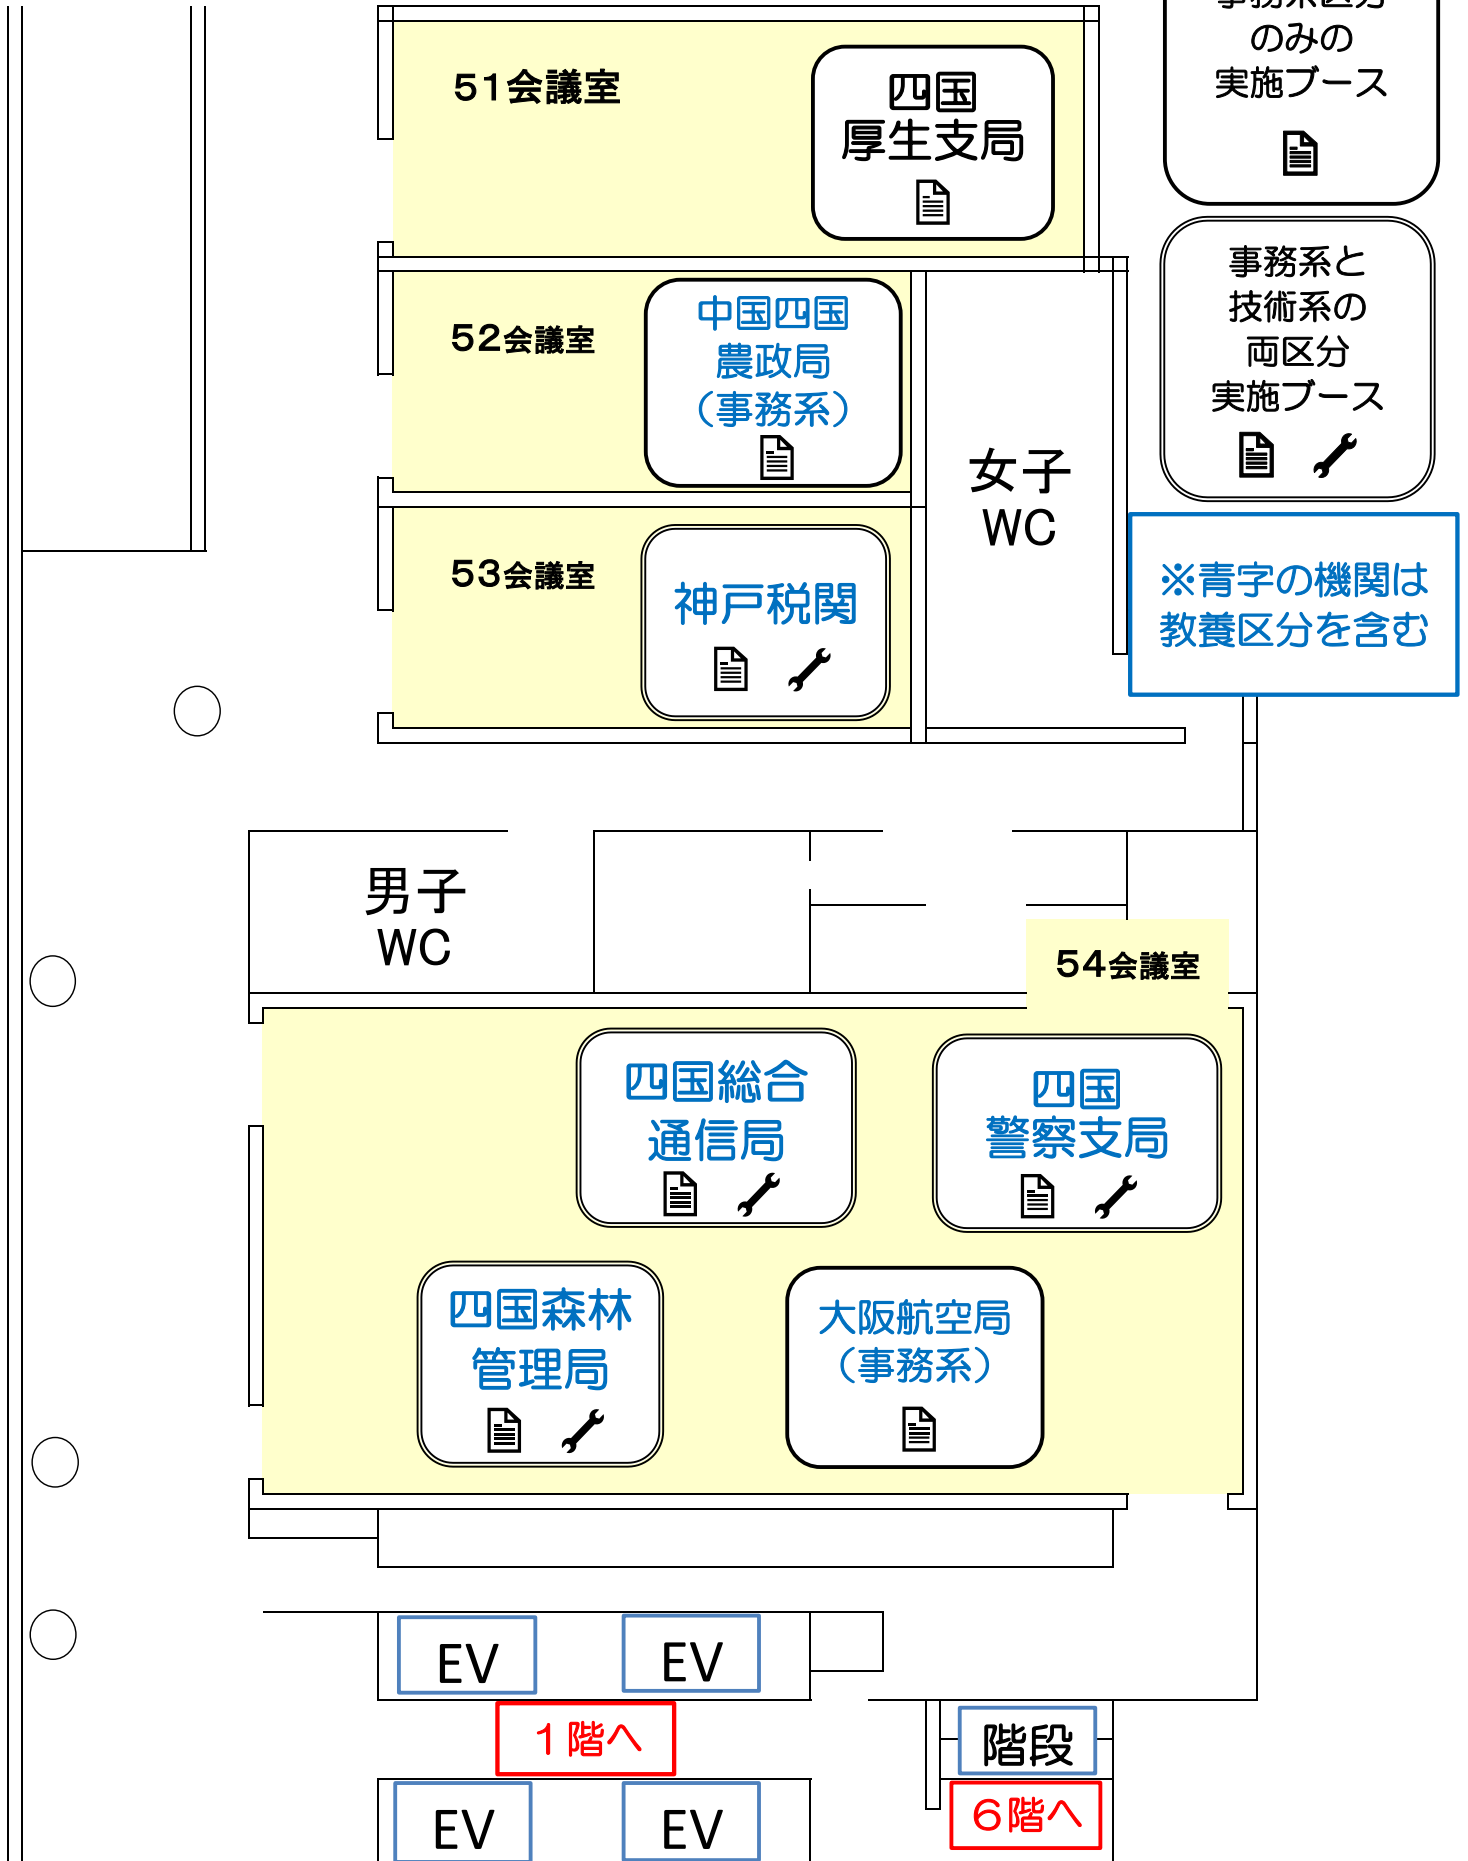 事務系区分
のみの
実施ブース
事務系と
技術系の
両区分
実施ブース
※青字の機関は
教養区分を含む
51会議室
四国
厚生支局
52会議室
中国四国
農政局
（事務系）
53会議室
神戸税関
女子
WC
男子
WC
54会議室
四国総合
通信局
四国
警察支局
四国森林
管理局
大阪航空局
（事務系）
EV
EV
１階へ
階段
EV
EV
６階へ